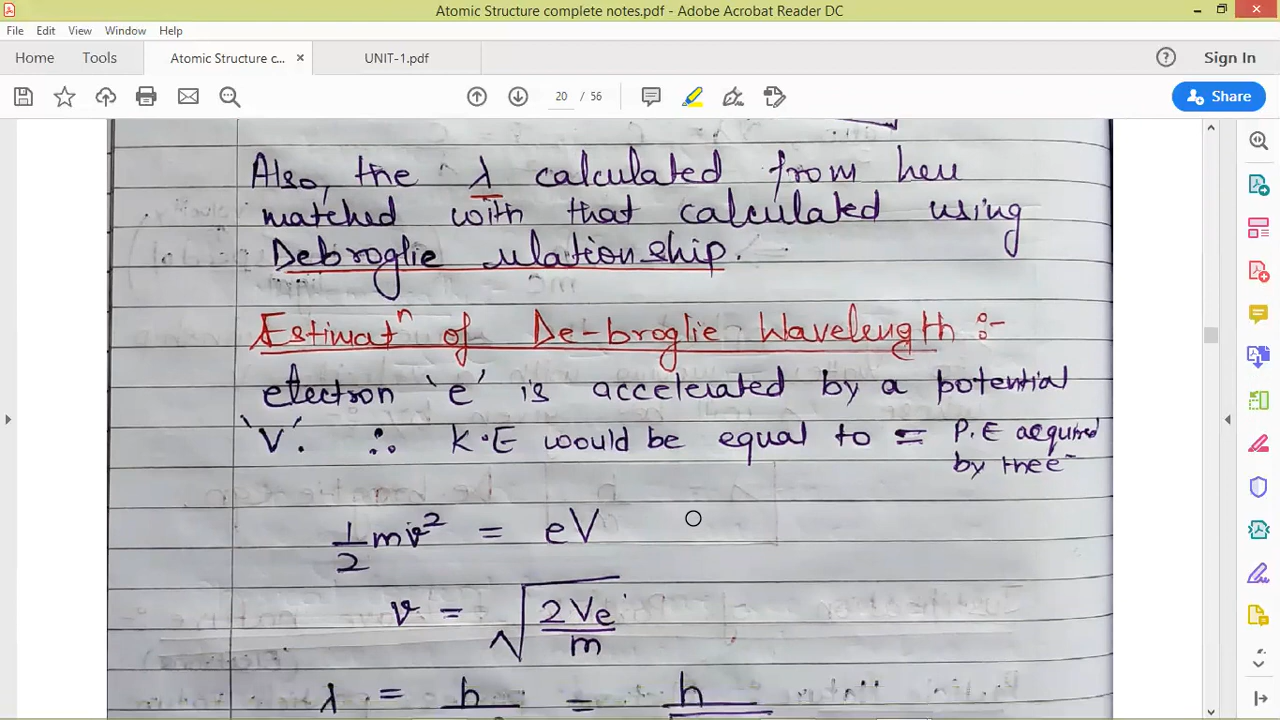 Atomic Structure complete notes.pdf - Adobe Acrobat Reader DC
File Edit View Window Help
Home Tools Atomic Structure c... × UNIT-1.pdf Sign In
20 / 56 Share
Also, the λ calculated from here
matched with that calculated using
Debroglie relationship.
Estimatⁿ of De-broglie Wavelength :-
electron 'e' is accelerated by a potential
'V'. ∴ K.E would be equal to = P.E acquired
by the e⁻
1/2 mv² = eV
v = √(2Ve/m)
λ = h = h